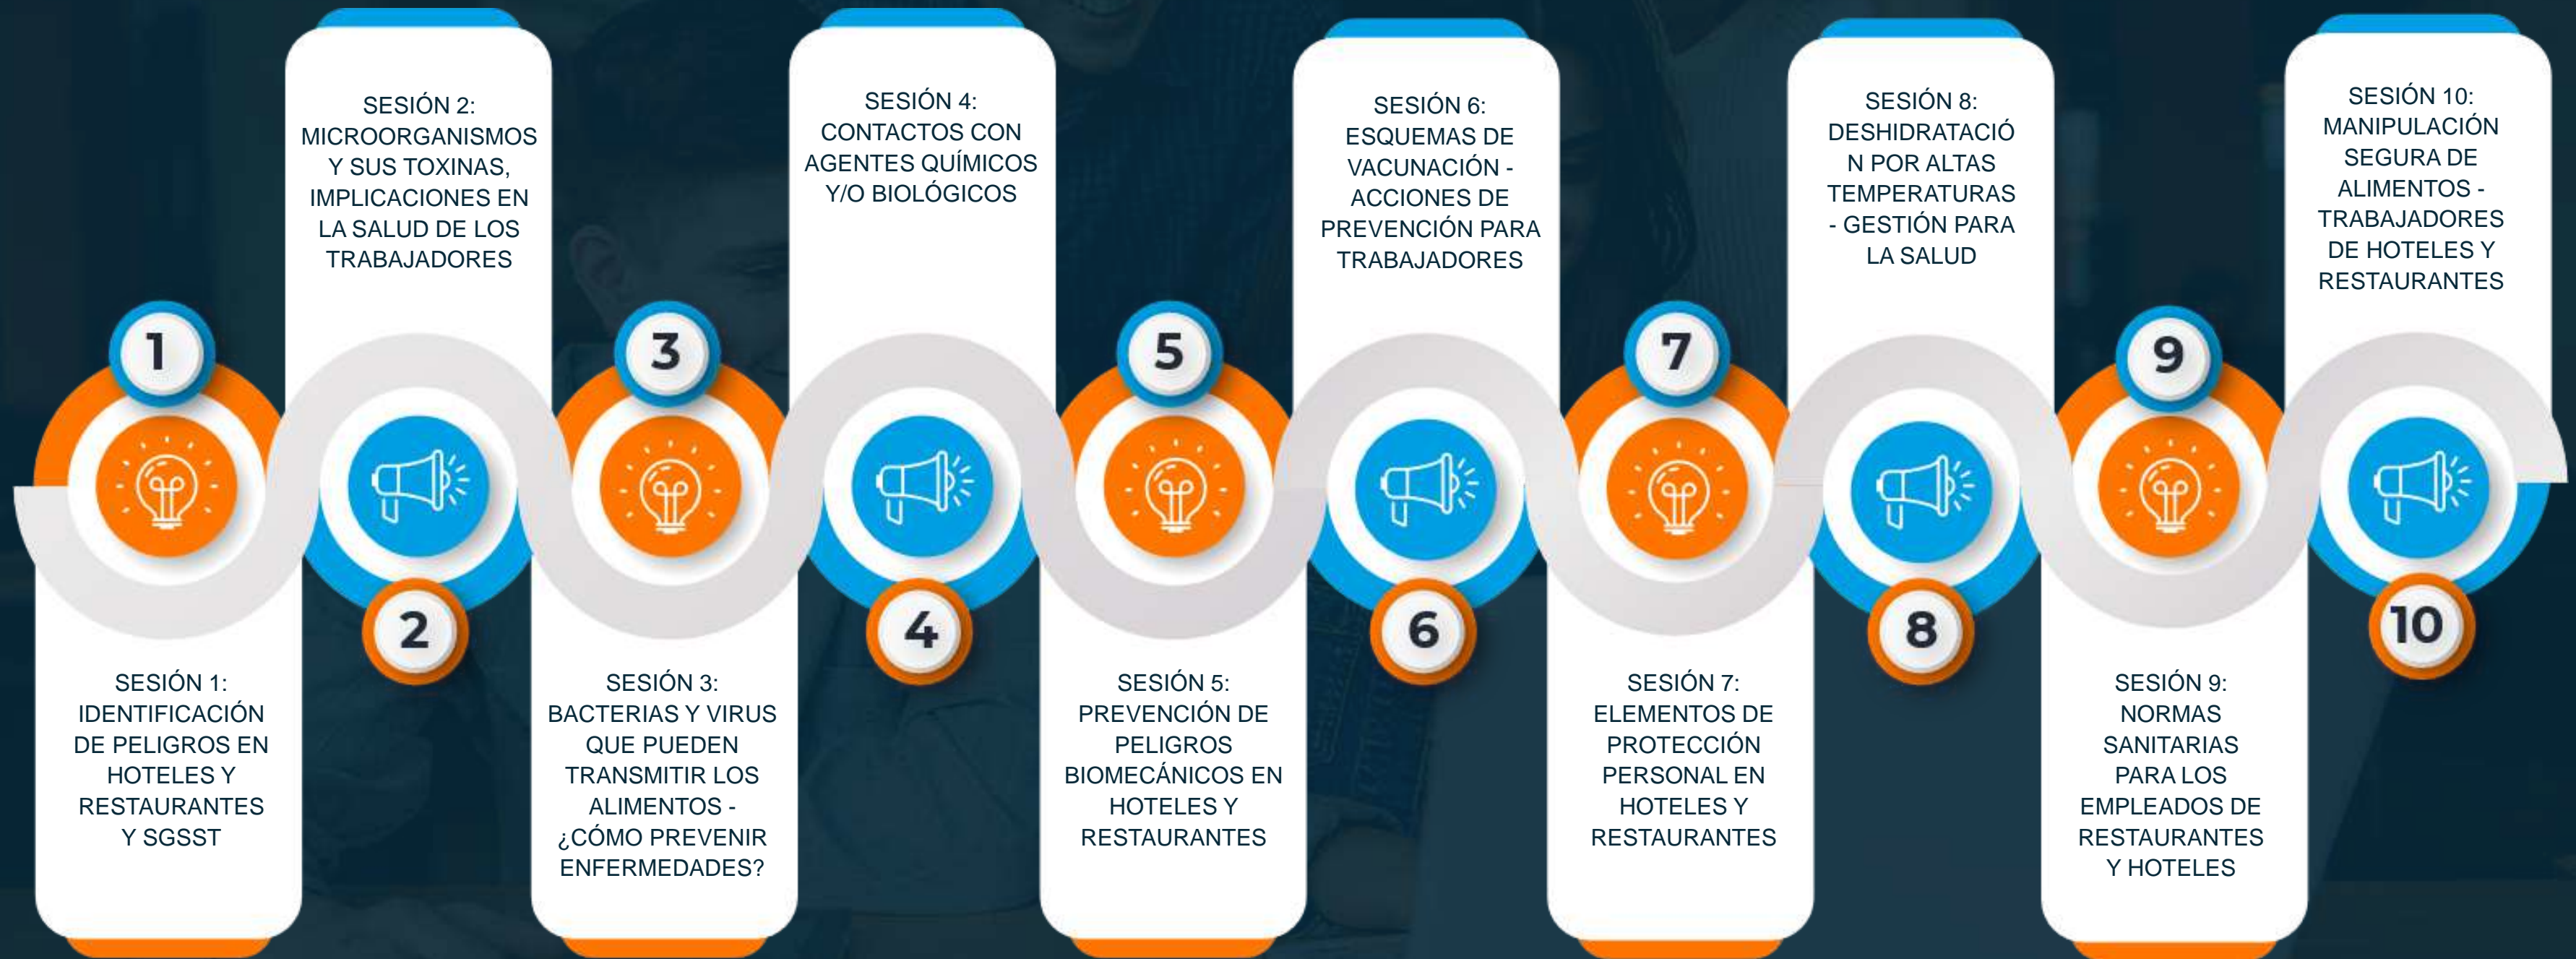 SESIÓN 1:
IDENTIFICACIÓN
DE PELIGROS EN
HOTELES Y
RESTAURANTES
Y SGSST
1
SESIÓN 2:
MICROORGANISMOS
Y SUS TOXINAS,
IMPLICACIONES EN
LA SALUD DE LOS
TRABAJADORES
2
SESIÓN 3:
BACTERIAS Y VIRUS
QUE PUEDEN
TRANSMITIR LOS
ALIMENTOS -
¿CÓMO PREVENIR
ENFERMEDADES?
3
SESIÓN 4:
CONTACTOS CON
AGENTES QUÍMICOS
Y/O BIOLÓGICOS
4
SESIÓN 5:
PREVENCIÓN DE
PELIGROS
BIOMECÁNICOS EN
HOTELES Y
RESTAURANTES
5
SESIÓN 6:
ESQUEMAS DE
VACUNACIÓN -
ACCIONES DE
PREVENCIÓN PARA
TRABAJADORES
6
SESIÓN 7:
ELEMENTOS DE
PROTECCIÓN
PERSONAL EN
HOTELES Y
RESTAURANTES
7
SESIÓN 8:
DESHIDRATACIÓ
N POR ALTAS
TEMPERATURAS
- GESTIÓN PARA
LA SALUD
8
SESIÓN 9:
NORMAS
SANITARIAS
PARA LOS
EMPLEADOS DE
RESTAURANTES
Y HOTELES
9
SESIÓN 10:
MANIPULACIÓN
SEGURA DE
ALIMENTOS -
TRABAJADORES
DE HOTELES Y
RESTAURANTES
10